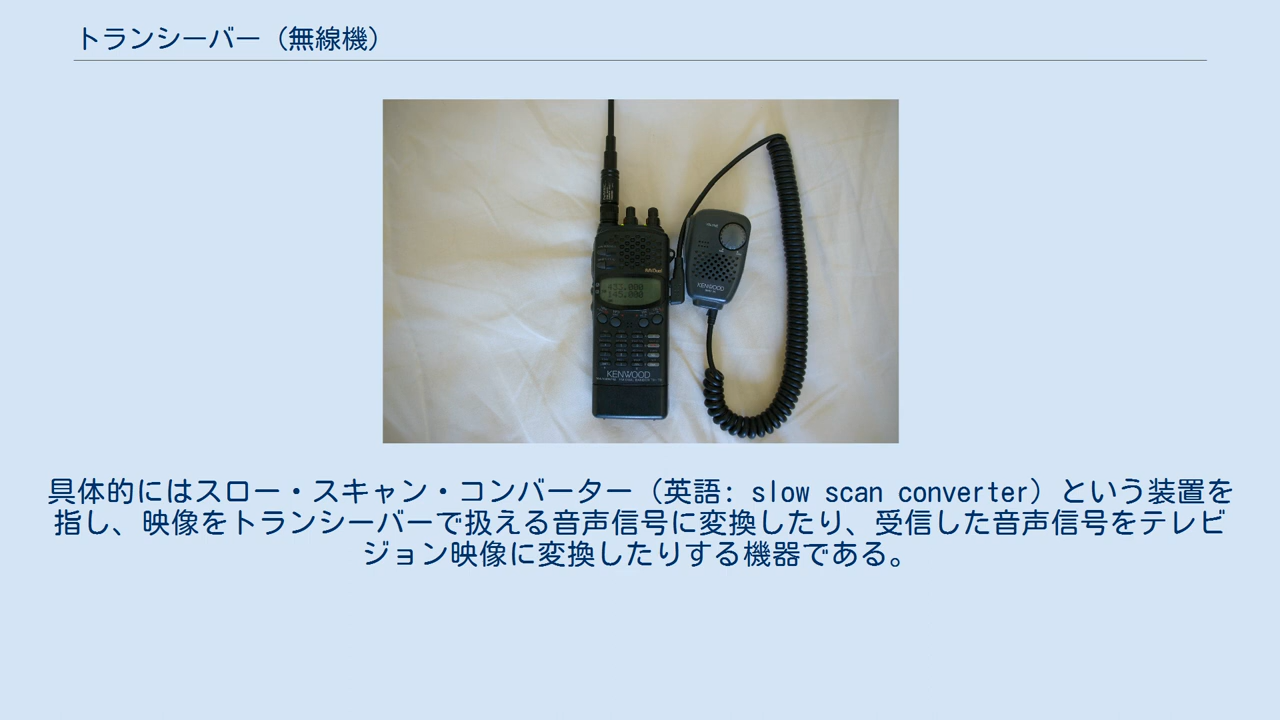 トランシーバー（無線機）
433.000
145.000
KENWOOD
KENWOOD
具体的にはスロー・スキャン・コンバーター（英語: slow scan converter）という装置を
指し、映像をトランシーバーで扱える音声信号に変換したり、受信した音声信号をテレビ
ジョン映像に変換したりする機器である。